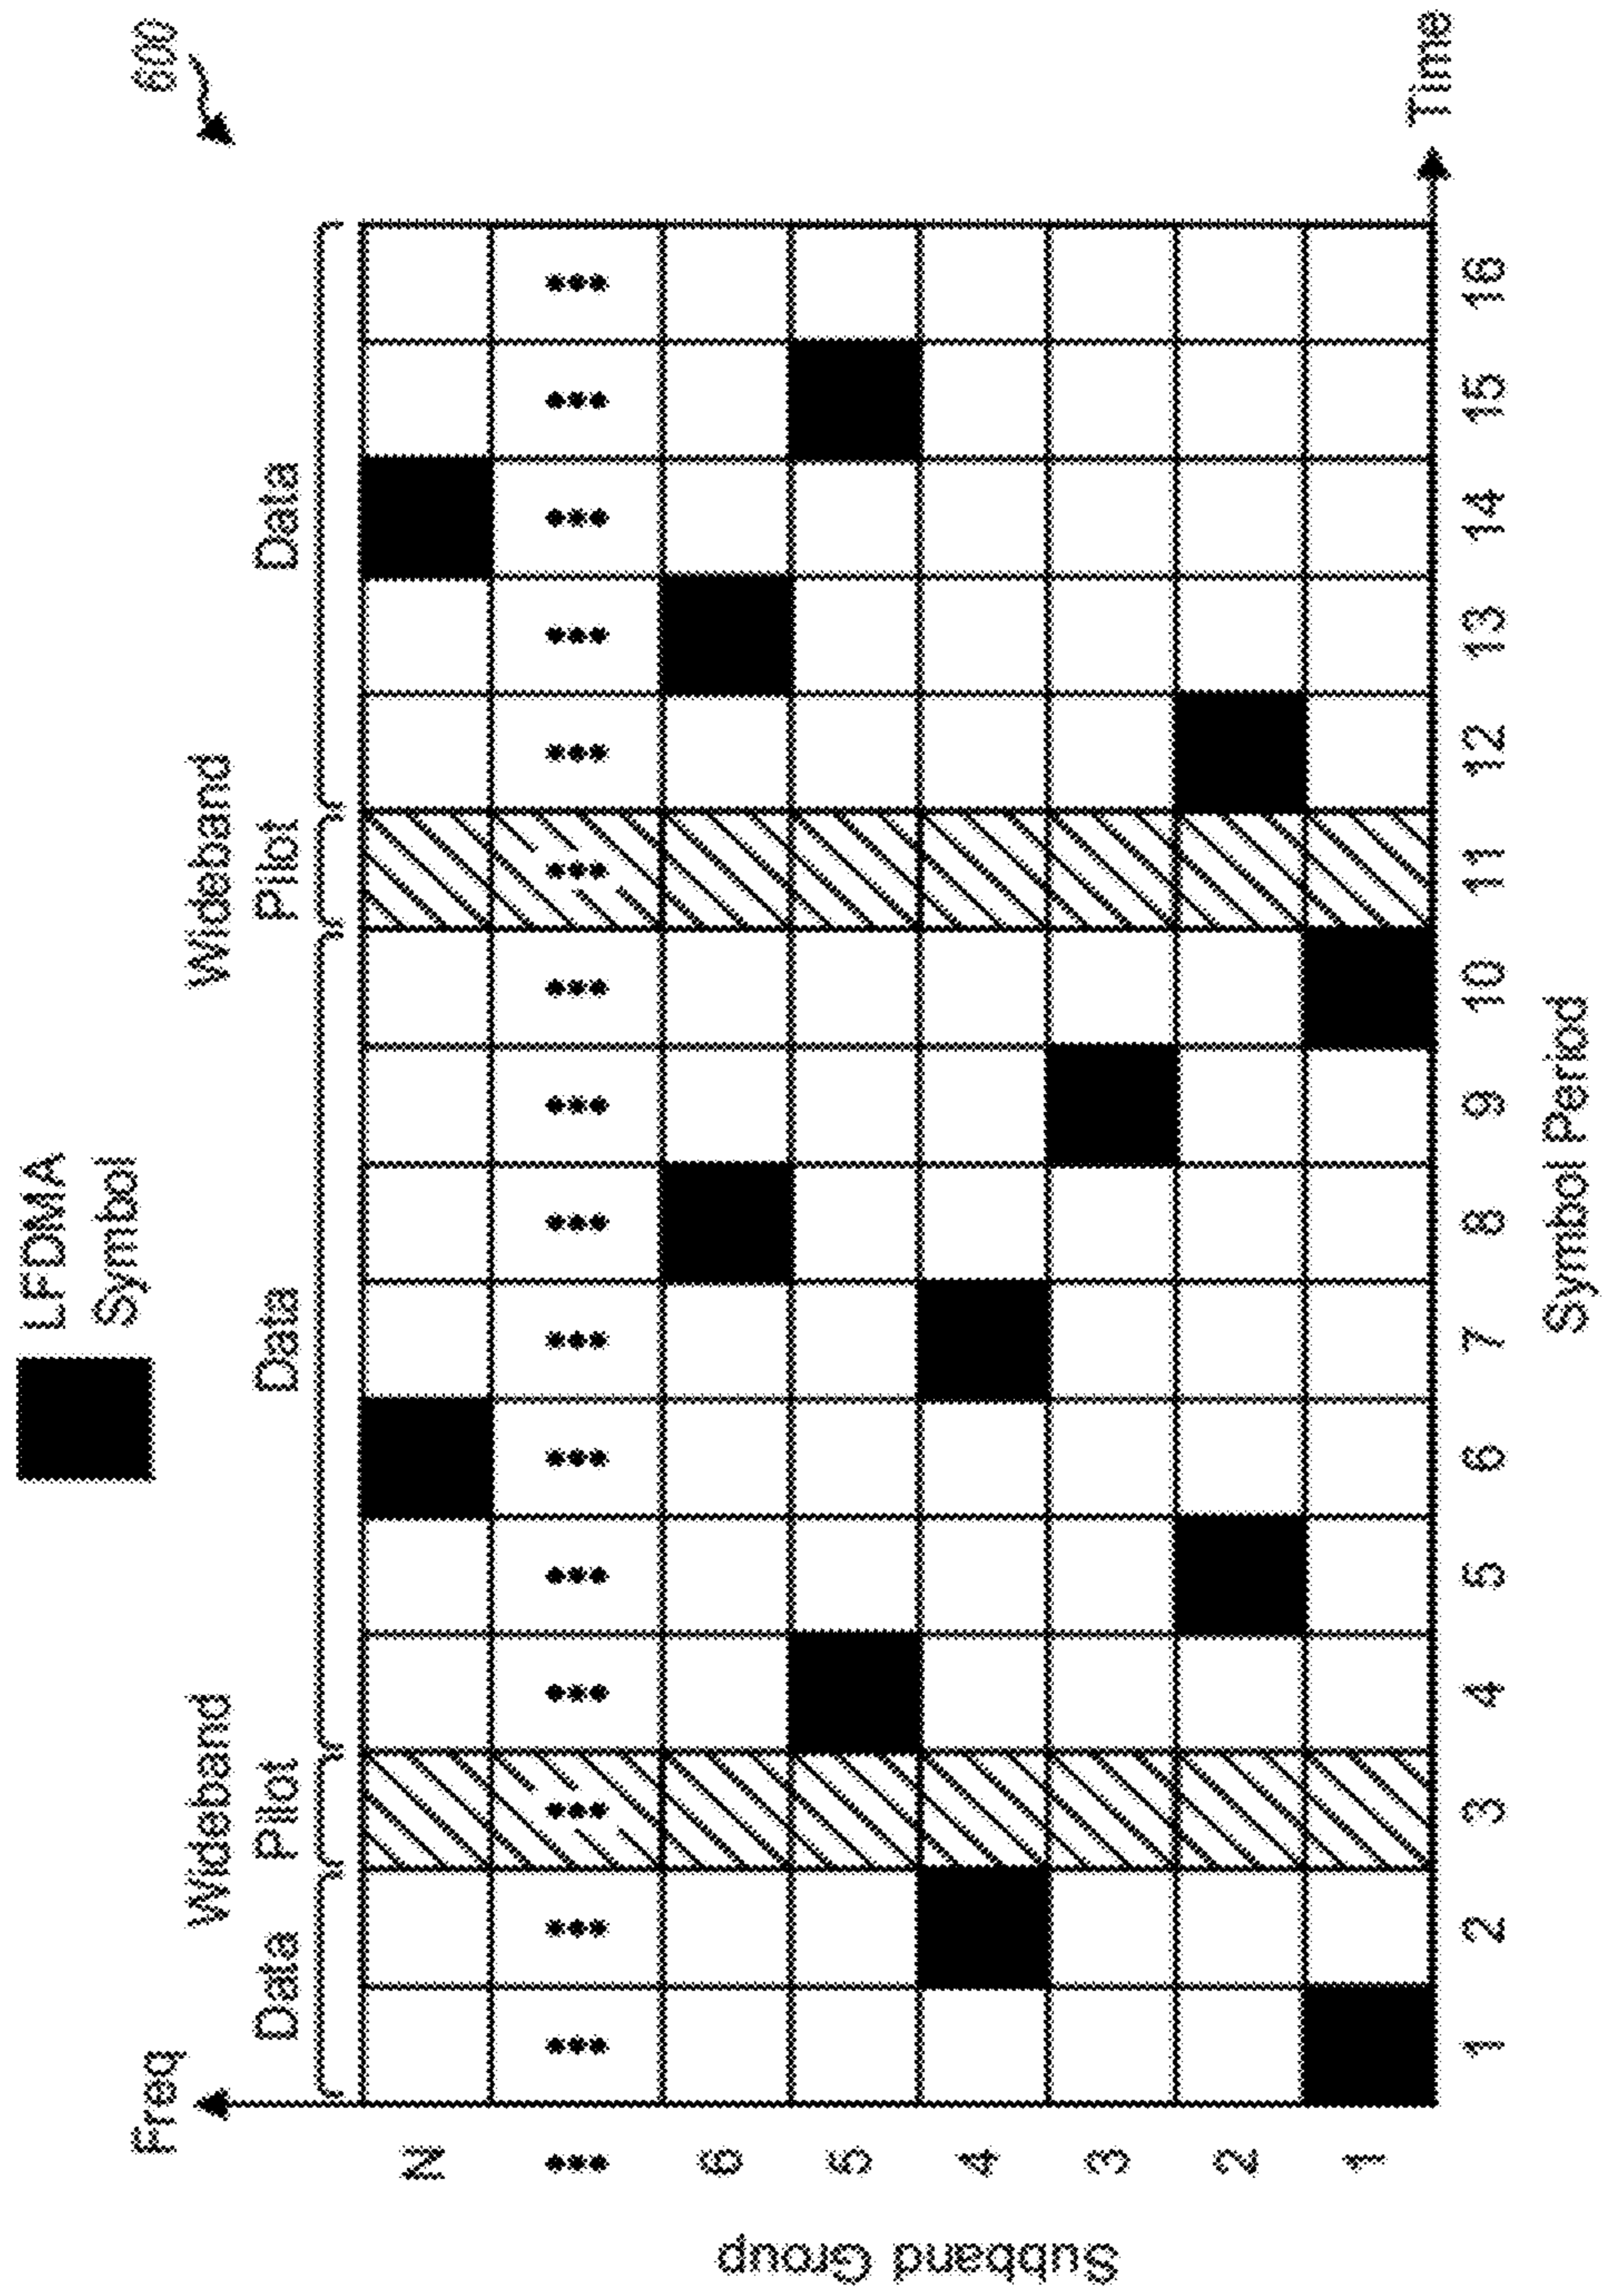 LFDMA
Symbol
600
Freq
Data
Wideband
Pilot
Data
Wideband
Pilot
Data
Subband Group
N
6
5
4
3
2
1
1 2 3 4 5 6 7 8 9 10 11 12 13 14 15 16
Time
Symbol Period